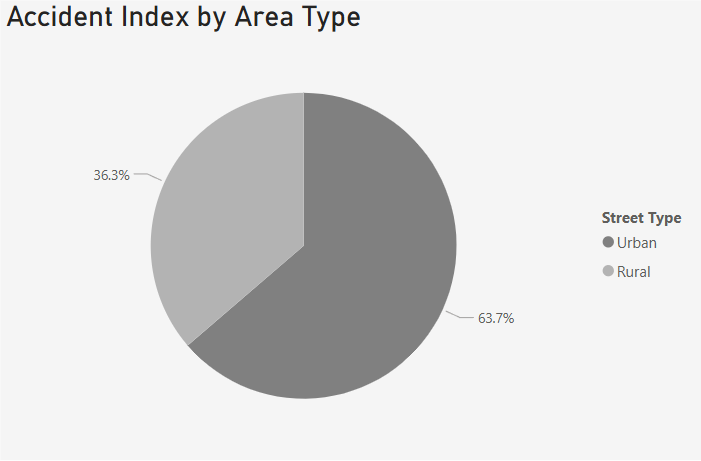 Accident Index by Area Type
36.3%
Street Type
Urban
Rural
63.7%